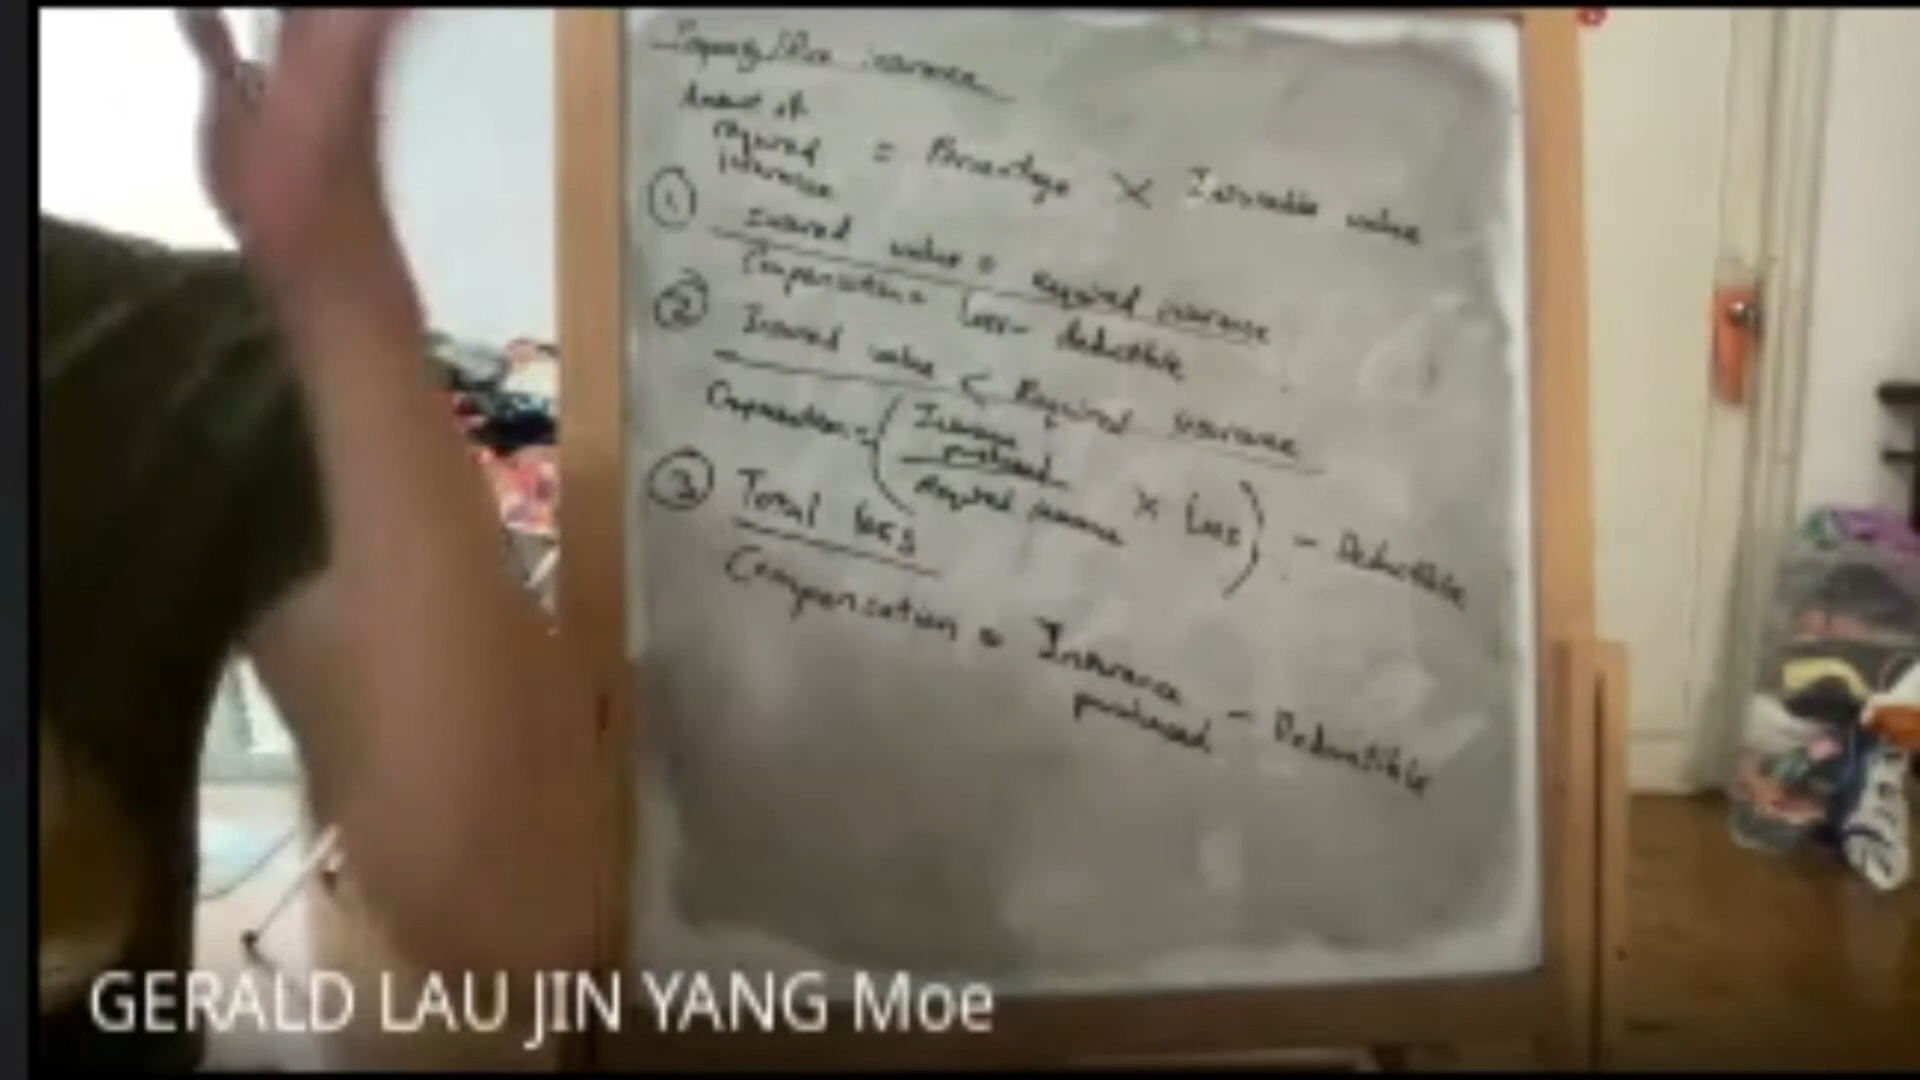 insurance
Amount of
required
insurance
= Percentage X Insurable value
① Insured value = required insurance
Compensation = Loss - deductible
② Insured value < Required insurance
Compensation = ( Insurance
purchased
Required insurance
X Loss ) - Deductible
③ Total loss
Compensation = Insurance
purchased
- Deductible
GERALD LAU JIN YANG Moe